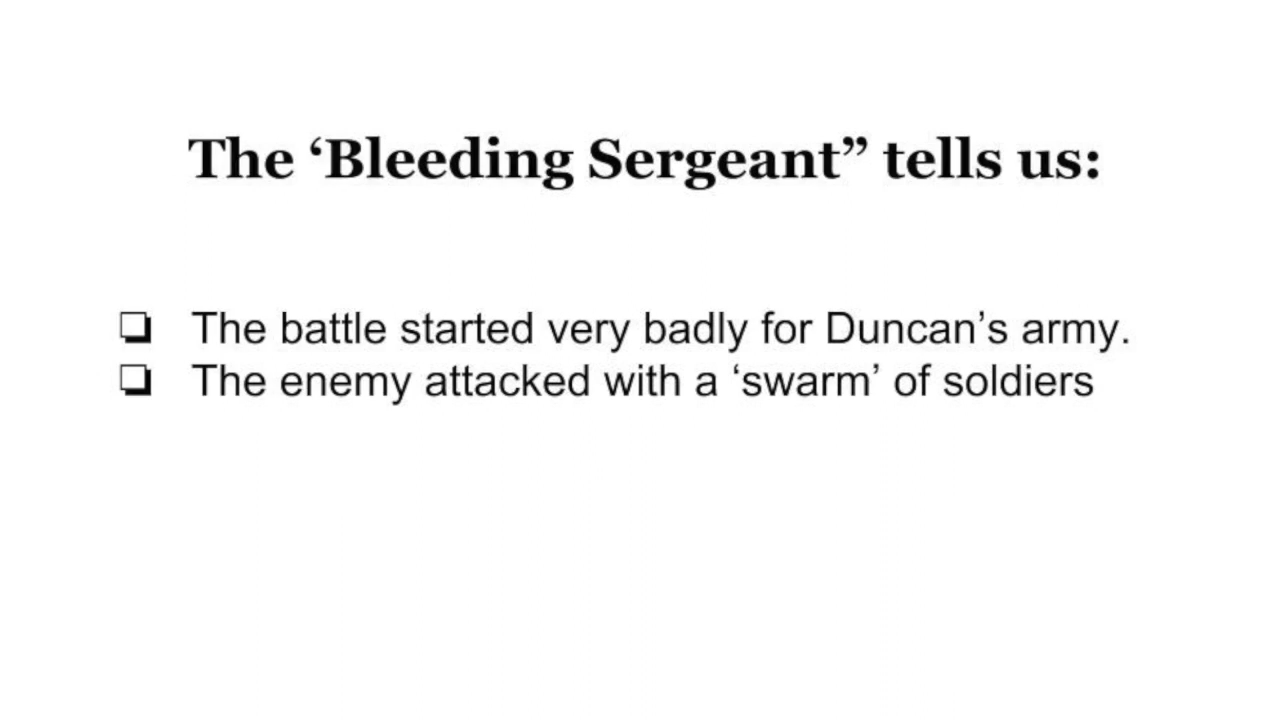 The ‘Bleeding Sergeant” tells us:
❏ The battle started very badly for Duncan’s army.
❏ The enemy attacked with a ‘swarm’ of soldiers